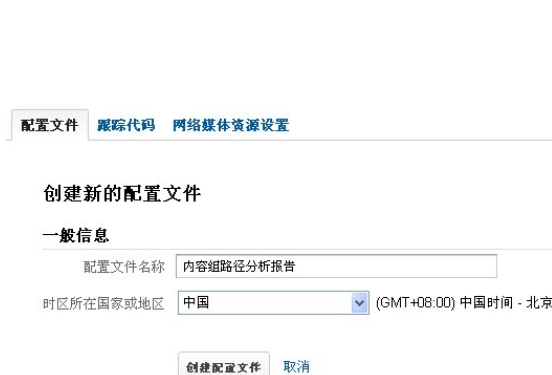 配置文件 跟踪代码 网络媒体资源设置
创建新的配置文件
一般信息
配置文件名称 内容组路径分析报告
时区所在国家或地区 中国 (GMT+08:00) 中国时间 - 北京
创建配置文件 取消